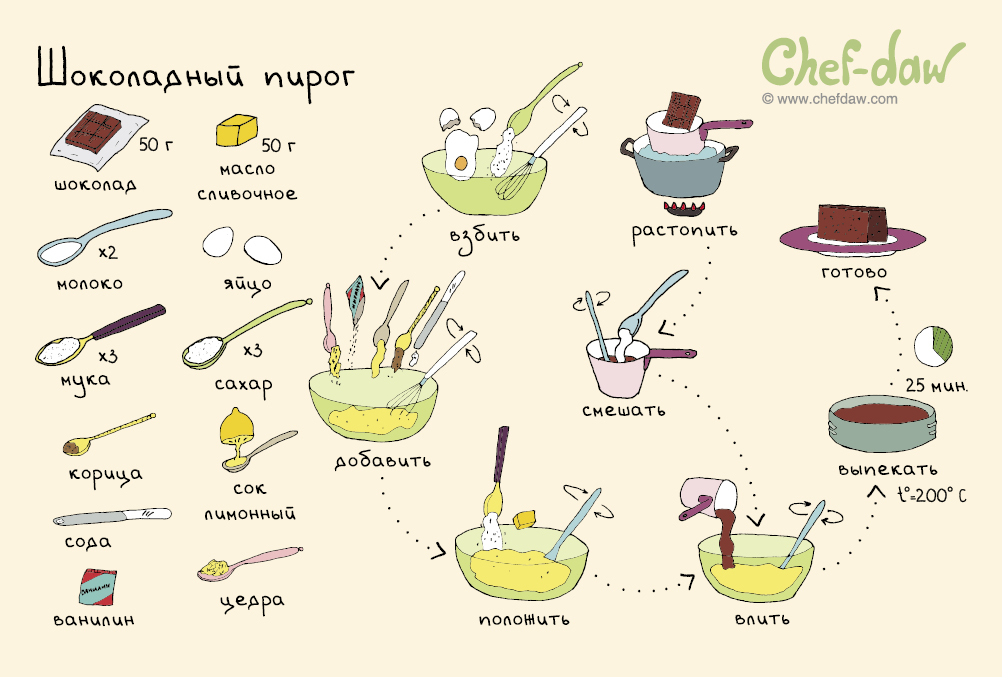 Шоколадный пирог
Chef-daw
© www.chefdaw.com
50 г
шоколад
50 г
масло
сливочное
x2
молоко
яйцо
x3
мука
x3
сахар
корица
сок
лимонный
сода
цедра
ванилин
ванилин
взбить
растопить
добавить
смешать
положить
влить
выпекать
t°=200° C
25 мин.
готово